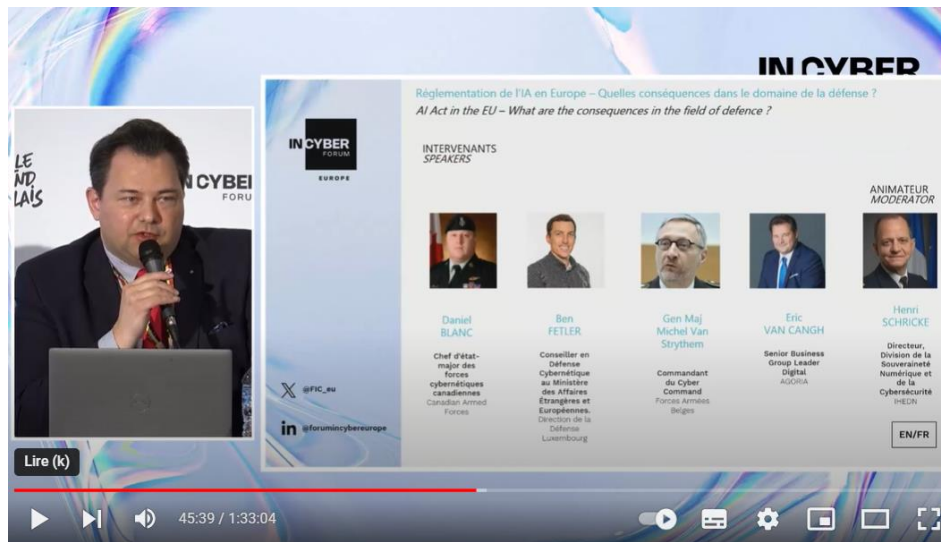 IN CYBER
LE
ND
LAIS
N CYBE
FORU
IN CYBER
FORUM
EUROPE
@FIC_eu
in @forumincybereurope
Réglementation de l'IA en Europe – Quelles conséquences dans le domaine de la défense ?
AI Act in the EU – What are the consequences in the field of defence ?
INTERVENANTS
SPEAKERS
ANIMATEUR
MODERATOR
Daniel
BLANC
Chef d'état-
major des
forces
cybernétiques
canadiennes
Canadian Armed
Forces
Ben
FETLER
Conseiller en
Défense
Cybernétique
au Ministère
des Affaires
Étrangères et
Européennes.
Direction de la
Défense
Luxembourg
Gen Maj
Michel Van
Strythem
Commandant
du Cyber
Command
Forces Armées
Belges
Eric
VAN CANGH
Senior Business
Group Leader
Digital
AGORIA
Henri
SCHRICKE
Directeur,
Division de la
Souveraineté
Numérique et
de la
Cybersécurité
IHEDN
EN/FR
Lire (k)
45:39 / 1:33:04